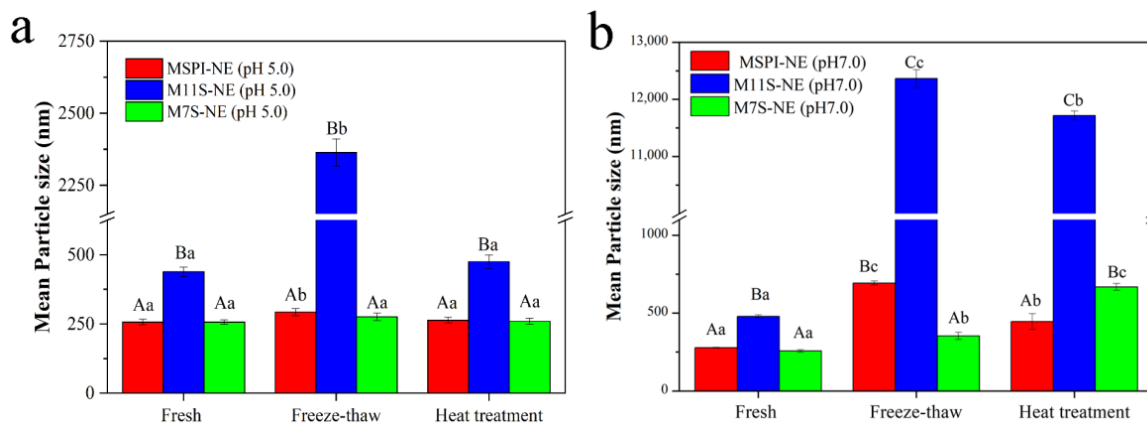 a
Mean Particle size (nm)
2750
2500
2250
500
250
0
MSPI-NE (pH 5.0)
M11S-NE (pH 5.0)
M7S-NE (pH 5.0)
Aa
Ba
Aa
Ab
Bb
Aa
Aa
Ba
Aa
Fresh
Freeze-thaw
Heat treatment
b
Mean Particle size (nm)
13,000
12,000
11,000
1000
500
0
MSPI-NE (pH7.0)
M11S-NE (pH7.0)
M7S-NE (pH7.0)
Aa
Ba
Aa
Bc
Cc
Ab
Ab
Cb
Bc
Fresh
Freeze-thaw
Heat treatment